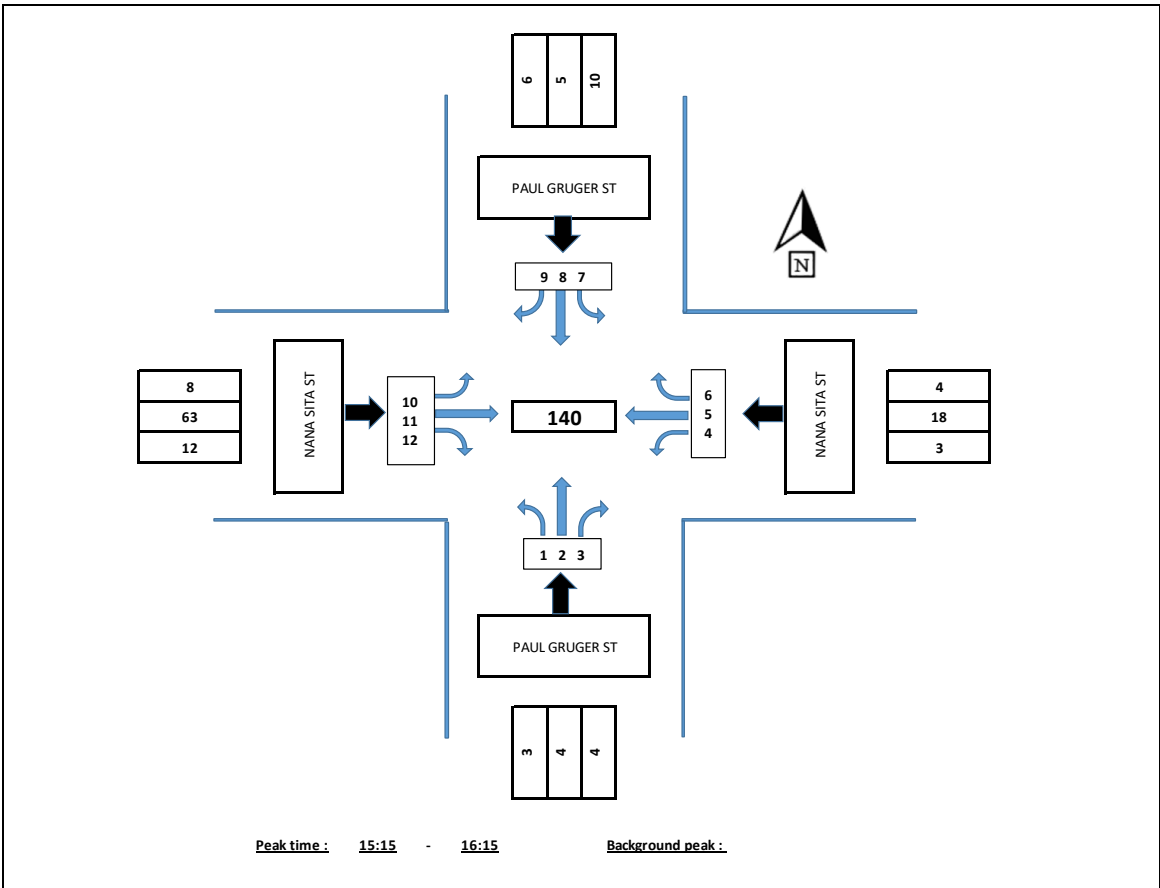 6 5 10
PAUL GRUGER ST
N
9 8 7
8
63
12
NANA SITA ST
10
11
12
140
6
5
4
NANA SITA ST
4
18
3
1 2 3
PAUL GRUGER ST
3 4 4
Peak time : 15:15 - 16:15 Background peak :